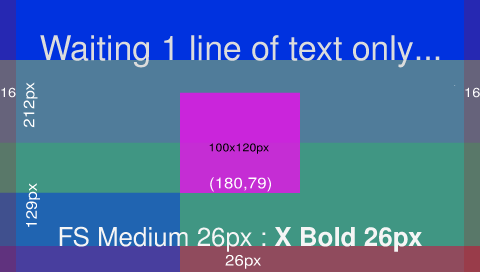 Waiting 1 line of text only...
16
212px
16
100x120px
(180,79)
129px
FS Medium 26px : X Bold 26px
26px